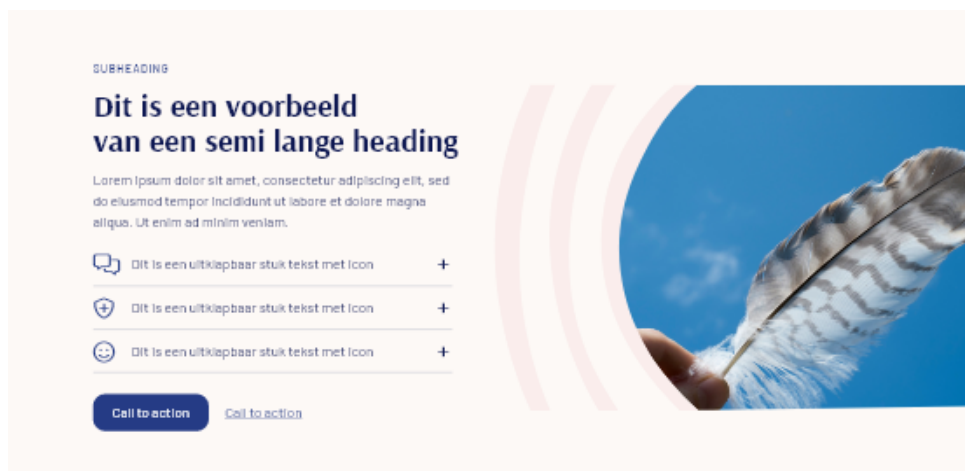 SUBHEADING
Dit is een voorbeeld
van een semi lange heading
Lorem ipsum dolor sit amet, consectetur adipiscing elit, sed
do eiusmod tempor incididunt ut labore et dolore magna
aliqua. Ut enim ad minim veniam.
Dit is een uitklapbaar stuk tekst met icon +
Dit is een uitklapbaar stuk tekst met icon +
Dit is een uitklapbaar stuk tekst met icon +
Call to action Call to action